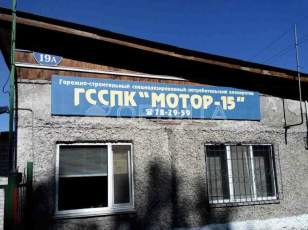 19А
Гаражно-строительный специализированный потребительский кооператив
ГССПК "МОТОР-15"
☎78-29-59